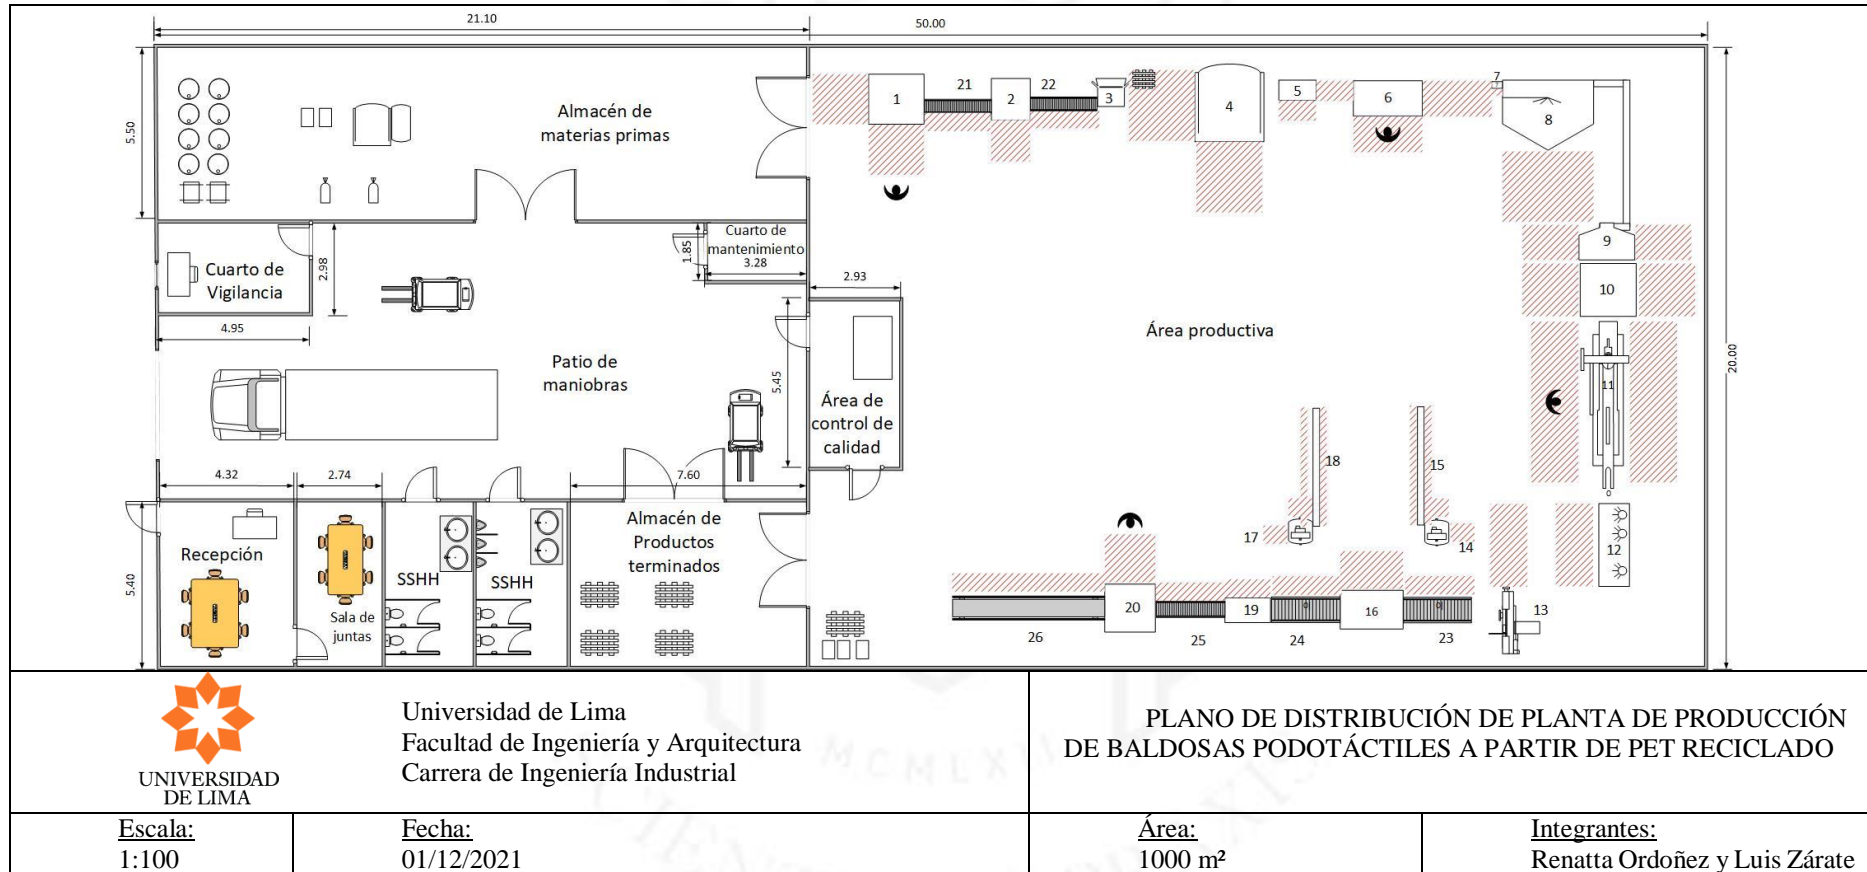 21.10
50.00
5.50
Almacén de
materias primas
1
21
2
22
3
4
5
6
7
8
Cuarto de
Vigilancia
2.98
4.95
Cuarto de
mantenimiento
3.28
1.85
2.93
9
10
Área productiva
Patio de
maniobras
5.45
Área de
control de
calidad
20.00
11
4.32
2.74
7.60
18
15
17
14
12
13
5.40
Recepción
Sala de
juntas
SSHH
SSHH
Almacén de
Productos
terminados
20
19
16
26
25
24
23
UNIVERSIDAD
DE LIMA
Universidad de Lima
Facultad de Ingeniería y Arquitectura
Carrera de Ingeniería Industrial
PLANO DE DISTRIBUCIÓN DE PLANTA DE PRODUCCIÓN
DE BALDOSAS PODOTÁCTILES A PARTIR DE PET RECICLADO
Escala:
1:100
Fecha:
01/12/2021
Área:
1000 m²
Integrantes:
Renatta Ordoñez y Luis Zárate